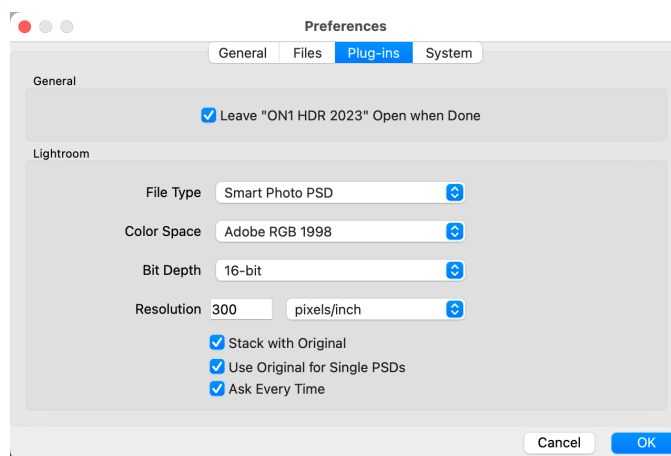 Preferences
General Files Plug-ins System
General
Leave "ON1 HDR 2023" Open when Done
Lightroom
File Type Smart Photo PSD
Color Space Adobe RGB 1998
Bit Depth 16-bit
Resolution 300 pixels/inch
Stack with Original
Use Original for Single PSDs
Ask Every Time
Cancel OK